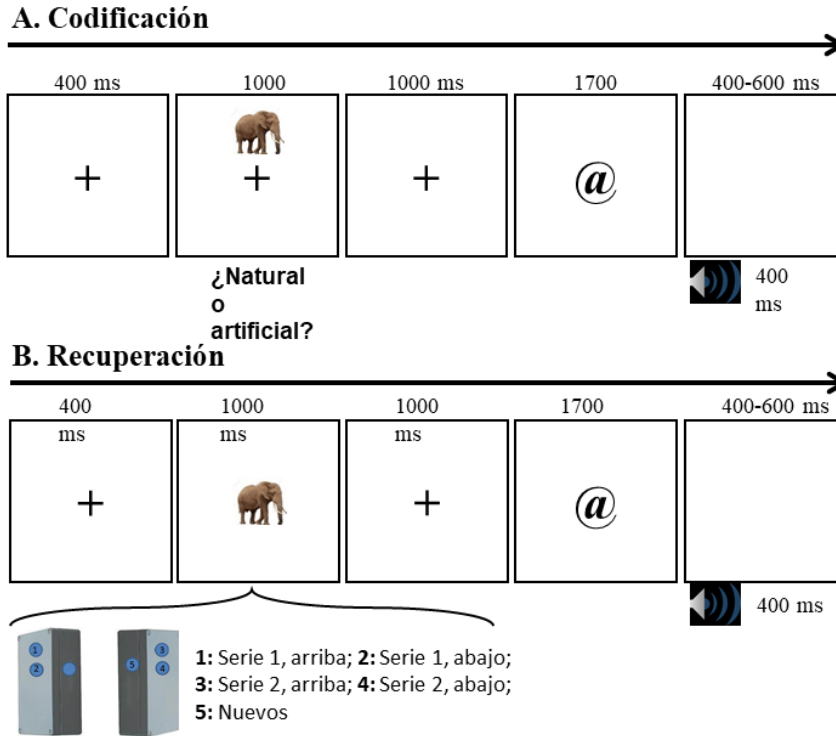 A. Codificación
400 ms 1000 1000 ms 1700 400-600 ms
+ + + @
¿Natural
o
artificial?
400
ms
B. Recuperación
400
ms
1000
ms
1000
ms
1700 400-600 ms
+ + @
400 ms
1 2 5 3 4
1: Serie 1, arriba; 2: Serie 1, abajo;
3: Serie 2, arriba; 4: Serie 2, abajo;
5: Nuevos